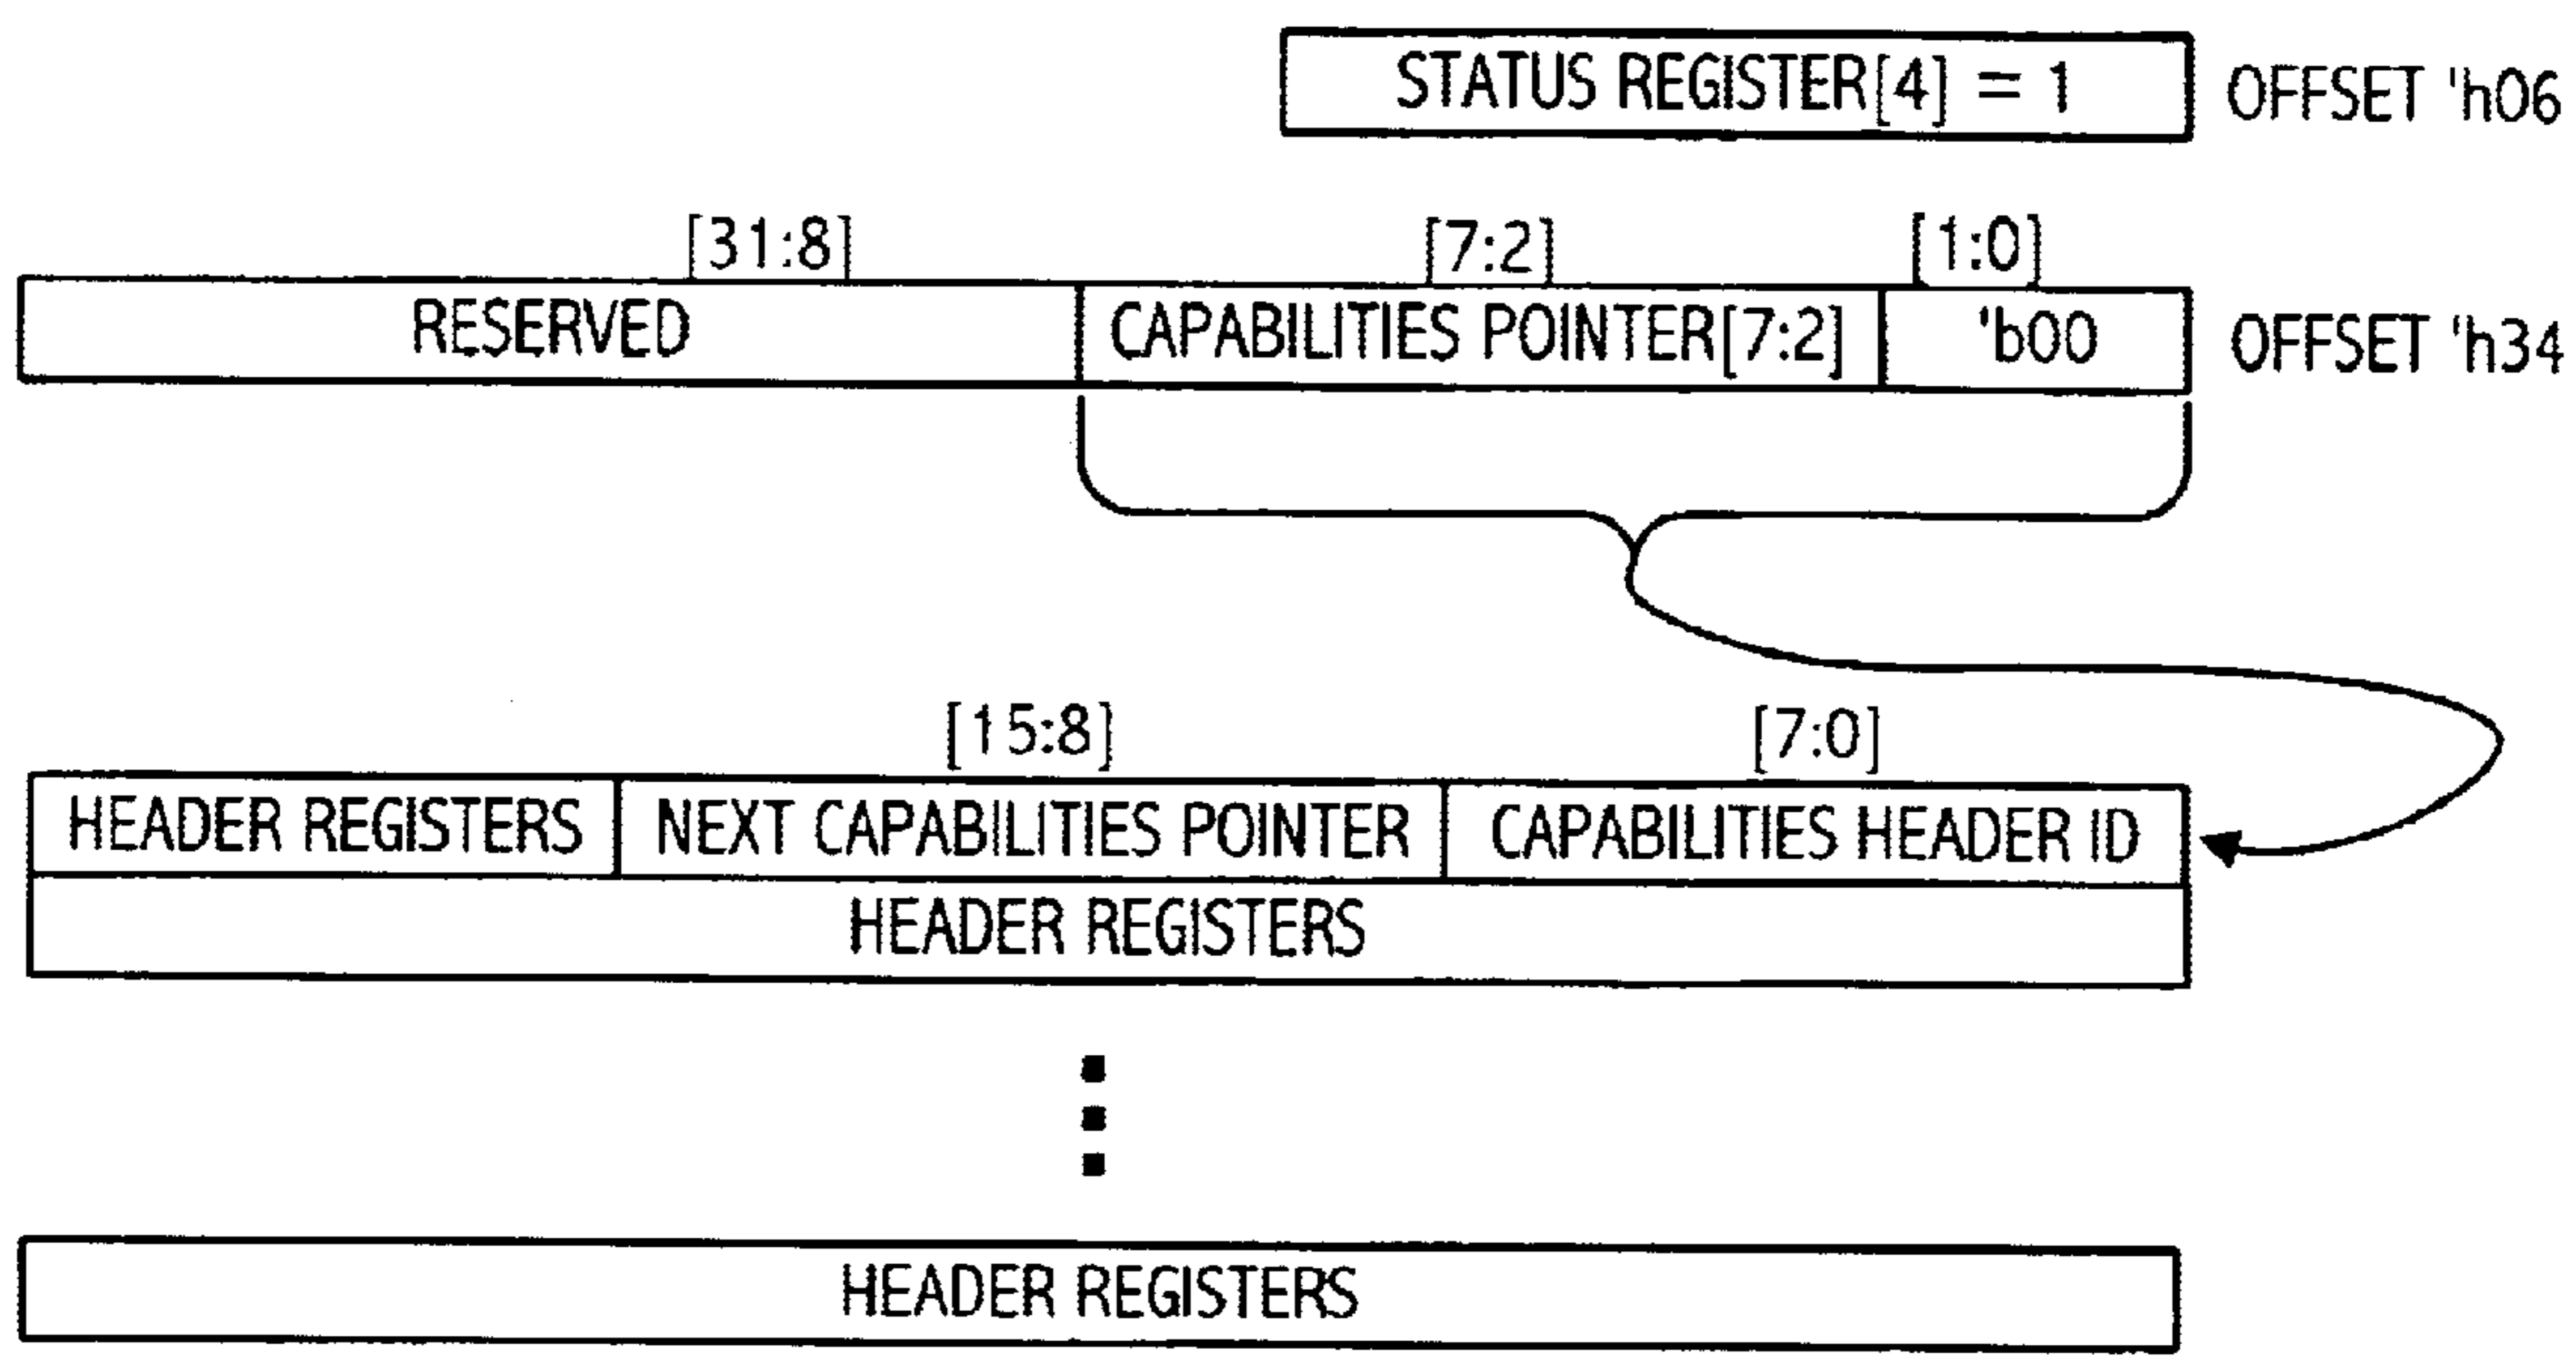 STATUS REGISTER[4] = 1 OFFSET 'h06
[31:8] [7:2] [1:0]
RESERVED CAPABILITIES POINTER[7:2] 'b00 OFFSET 'h34
[15:8] [7:0]
HEADER REGISTERS NEXT CAPABILITIES POINTER CAPABILITIES HEADER ID
HEADER REGISTERS
HEADER REGISTERS